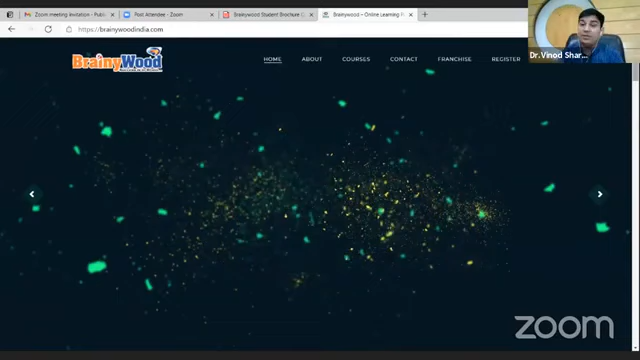 Zoom meeting invitation - Publi
Post Attendee - Zoom
Brainywood Student Brochure C
Brainywood – Online Learning P
https://brainywoodindia.com
BrainyWood
HOME
ABOUT
COURSES
CONTACT
FRANCHISE
REGISTER
Dr.Vinod Shar...
zoom